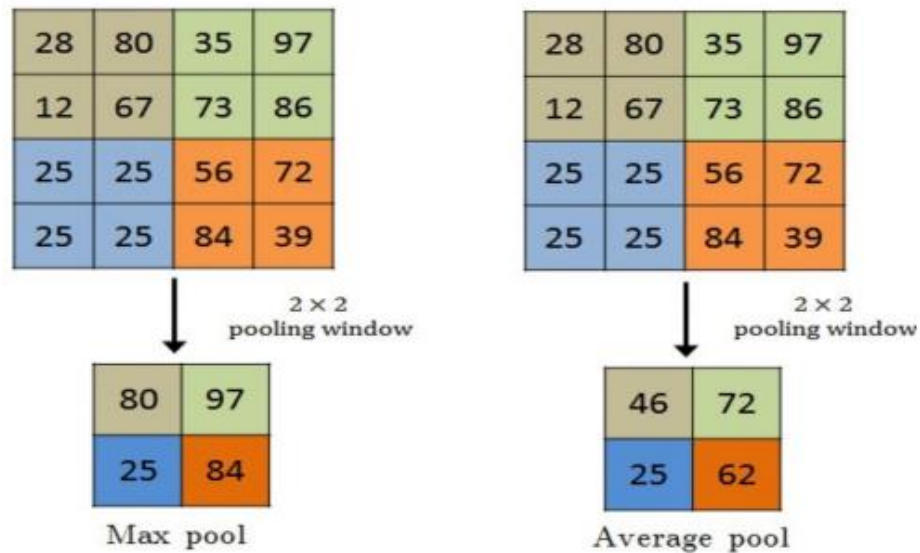 28 80 35 97
12 67 73 86
25 25 56 72
25 25 84 39
2 × 2
pooling window
80 97
25 84
Max pool
28 80 35 97
12 67 73 86
25 25 56 72
25 25 84 39
2 × 2
pooling window
46 72
25 62
Average pool